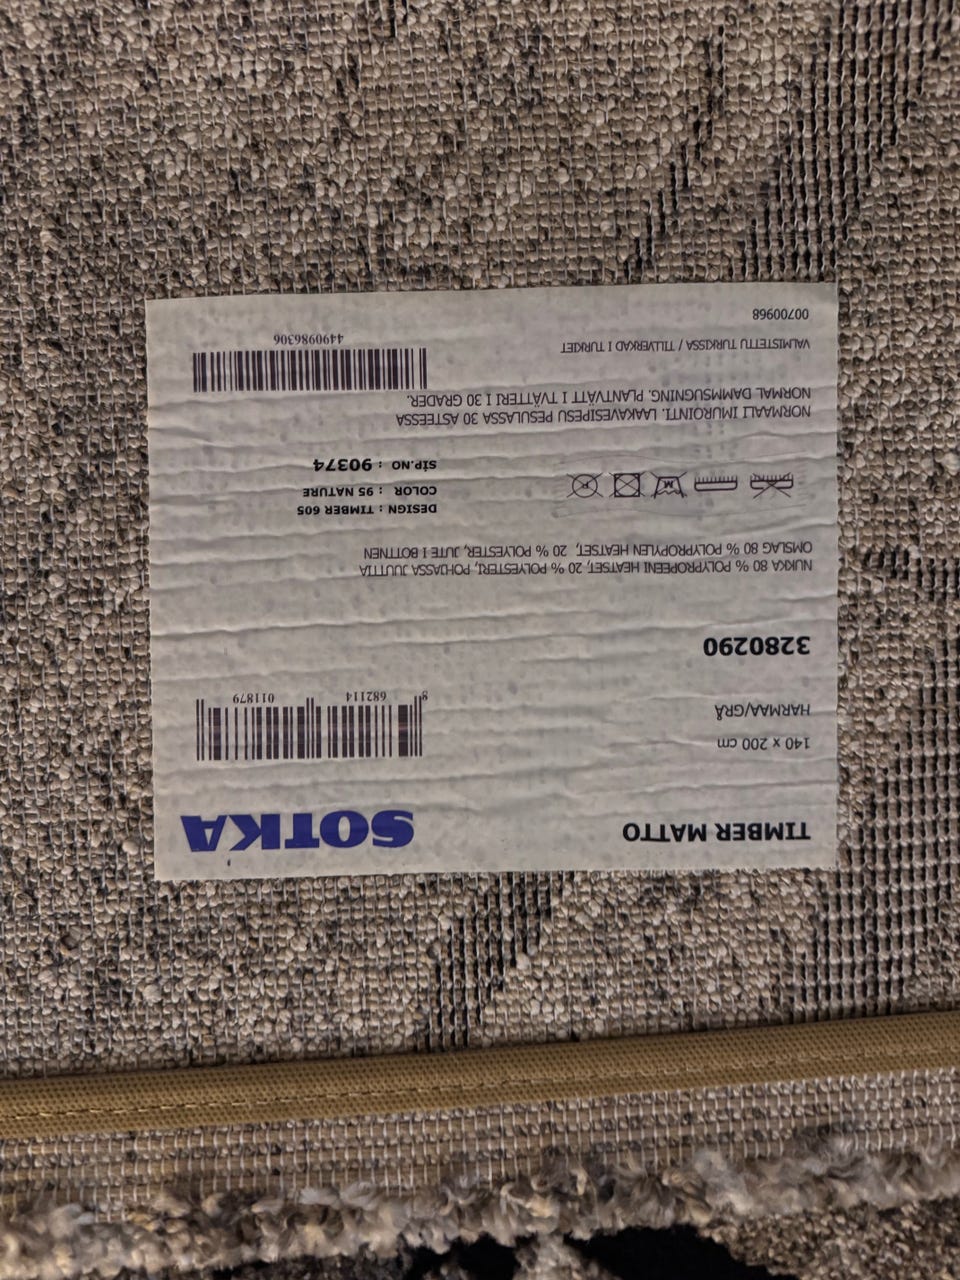 TIMBER MATTO
SOTKA
140 x 200 cm
HARMAA/GRÅ
8 682114 011879
3280290
NUKKA 80 % POLYPROPEENI HEATSET, 20 % POLYESTERI, POHJASSA JUUTTIA
OMSLAG 80 % POLYPROPYLEN HEATSET, 20 % POLYESTER, JUTE I BOTTNEN
DESIGN : TIMBER 605
COLOR : 95 NATURE
SİP.NO : 90374
M
NORMAALI IMUROINTI. LAAKAVESIPESU PESULASSA 30 ASTEESSA
NORMAL DAMMSUGNING. PLANTVÄTT I TVÄTTERI I 30 GRADER.
4490986306
VALMISTETTU TURKISSA / TILLVERKAD I TURKIET
00700968